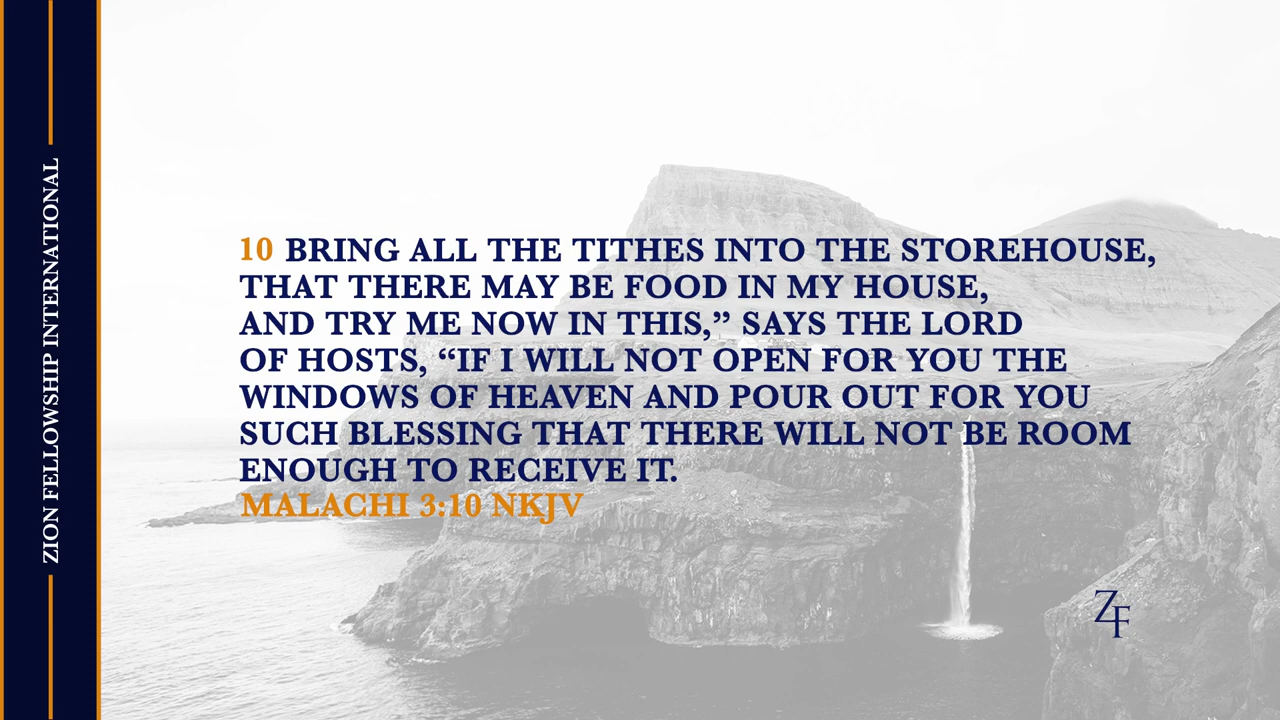 ZION FELLOWSHIP INTERNATIONAL
10 BRING ALL THE TITHES INTO THE STOREHOUSE,
THAT THERE MAY BE FOOD IN MY HOUSE,
AND TRY ME NOW IN THIS,” SAYS THE LORD
OF HOSTS, “IF I WILL NOT OPEN FOR YOU THE
WINDOWS OF HEAVEN AND POUR OUT FOR YOU
SUCH BLESSING THAT THERE WILL NOT BE ROOM
ENOUGH TO RECEIVE IT.
MALACHI 3:10 NKJV
ZF